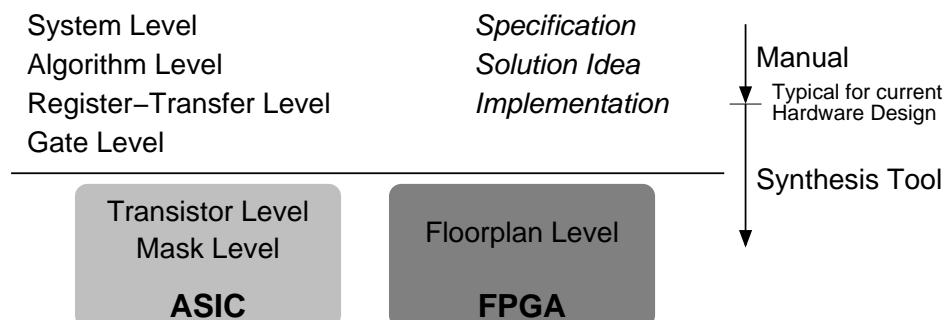 System Level
Specification
Algorithm Level
Solution Idea
Register−Transfer Level
Implementation
Gate Level
Manual
Typical for current
Hardware Design
Synthesis Tool
Transistor Level
Mask Level
ASIC
Floorplan Level
FPGA